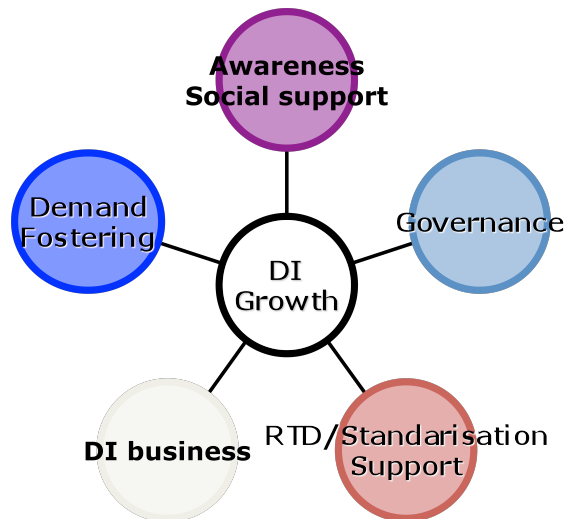 Awareness
Social support
Demand
Fostering
Governance
DI
Growth
DI business
RTD/Standarisation
Support